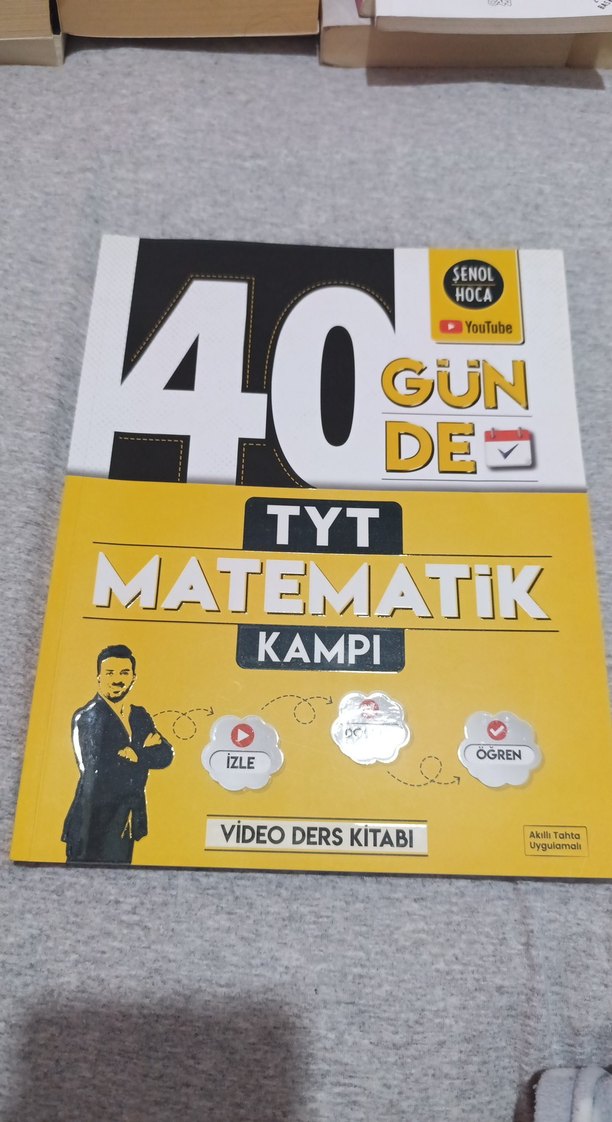 40
GÜN
DE
ŞENOL
HOCA
YouTube
TYT
MATEMATİK
KAMPI
İZLE
ÖĞREN
VİDEO DERS KİTABI
Akıllı Tahta
Uygulamalı